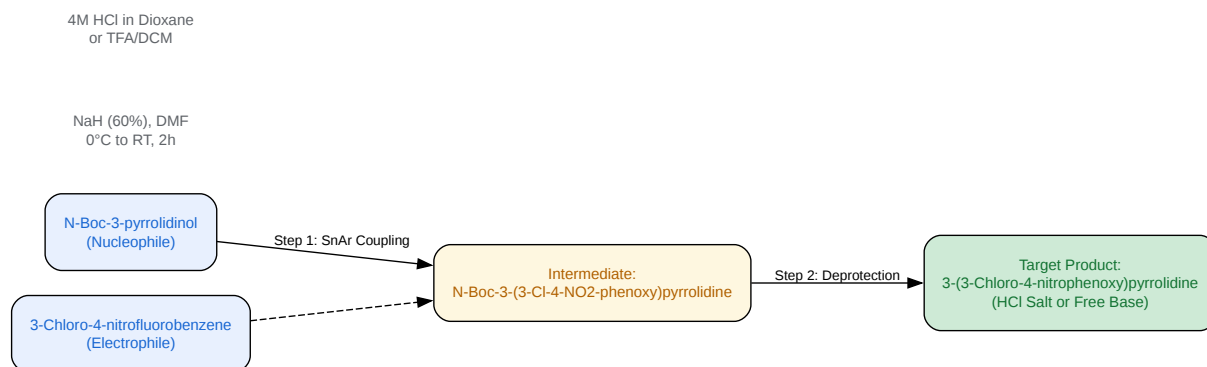 4M HCl in Dioxane
or TFA/DCM
NaH (60%), DMF
0°C to RT, 2h
N-Boc-3-pyrrolidinol
(Nucleophile)
Step 1: SnAr Coupling
3-Chloro-4-nitrofluorobenzene
(Electrophile)
Intermediate:
N-Boc-3-(3-Cl-4-NO2-phenoxy)pyrrolidine
Step 2: Deprotection
Target Product:
3-(3-Chloro-4-nitrophenoxy)pyrrolidine
(HCl Salt or Free Base)